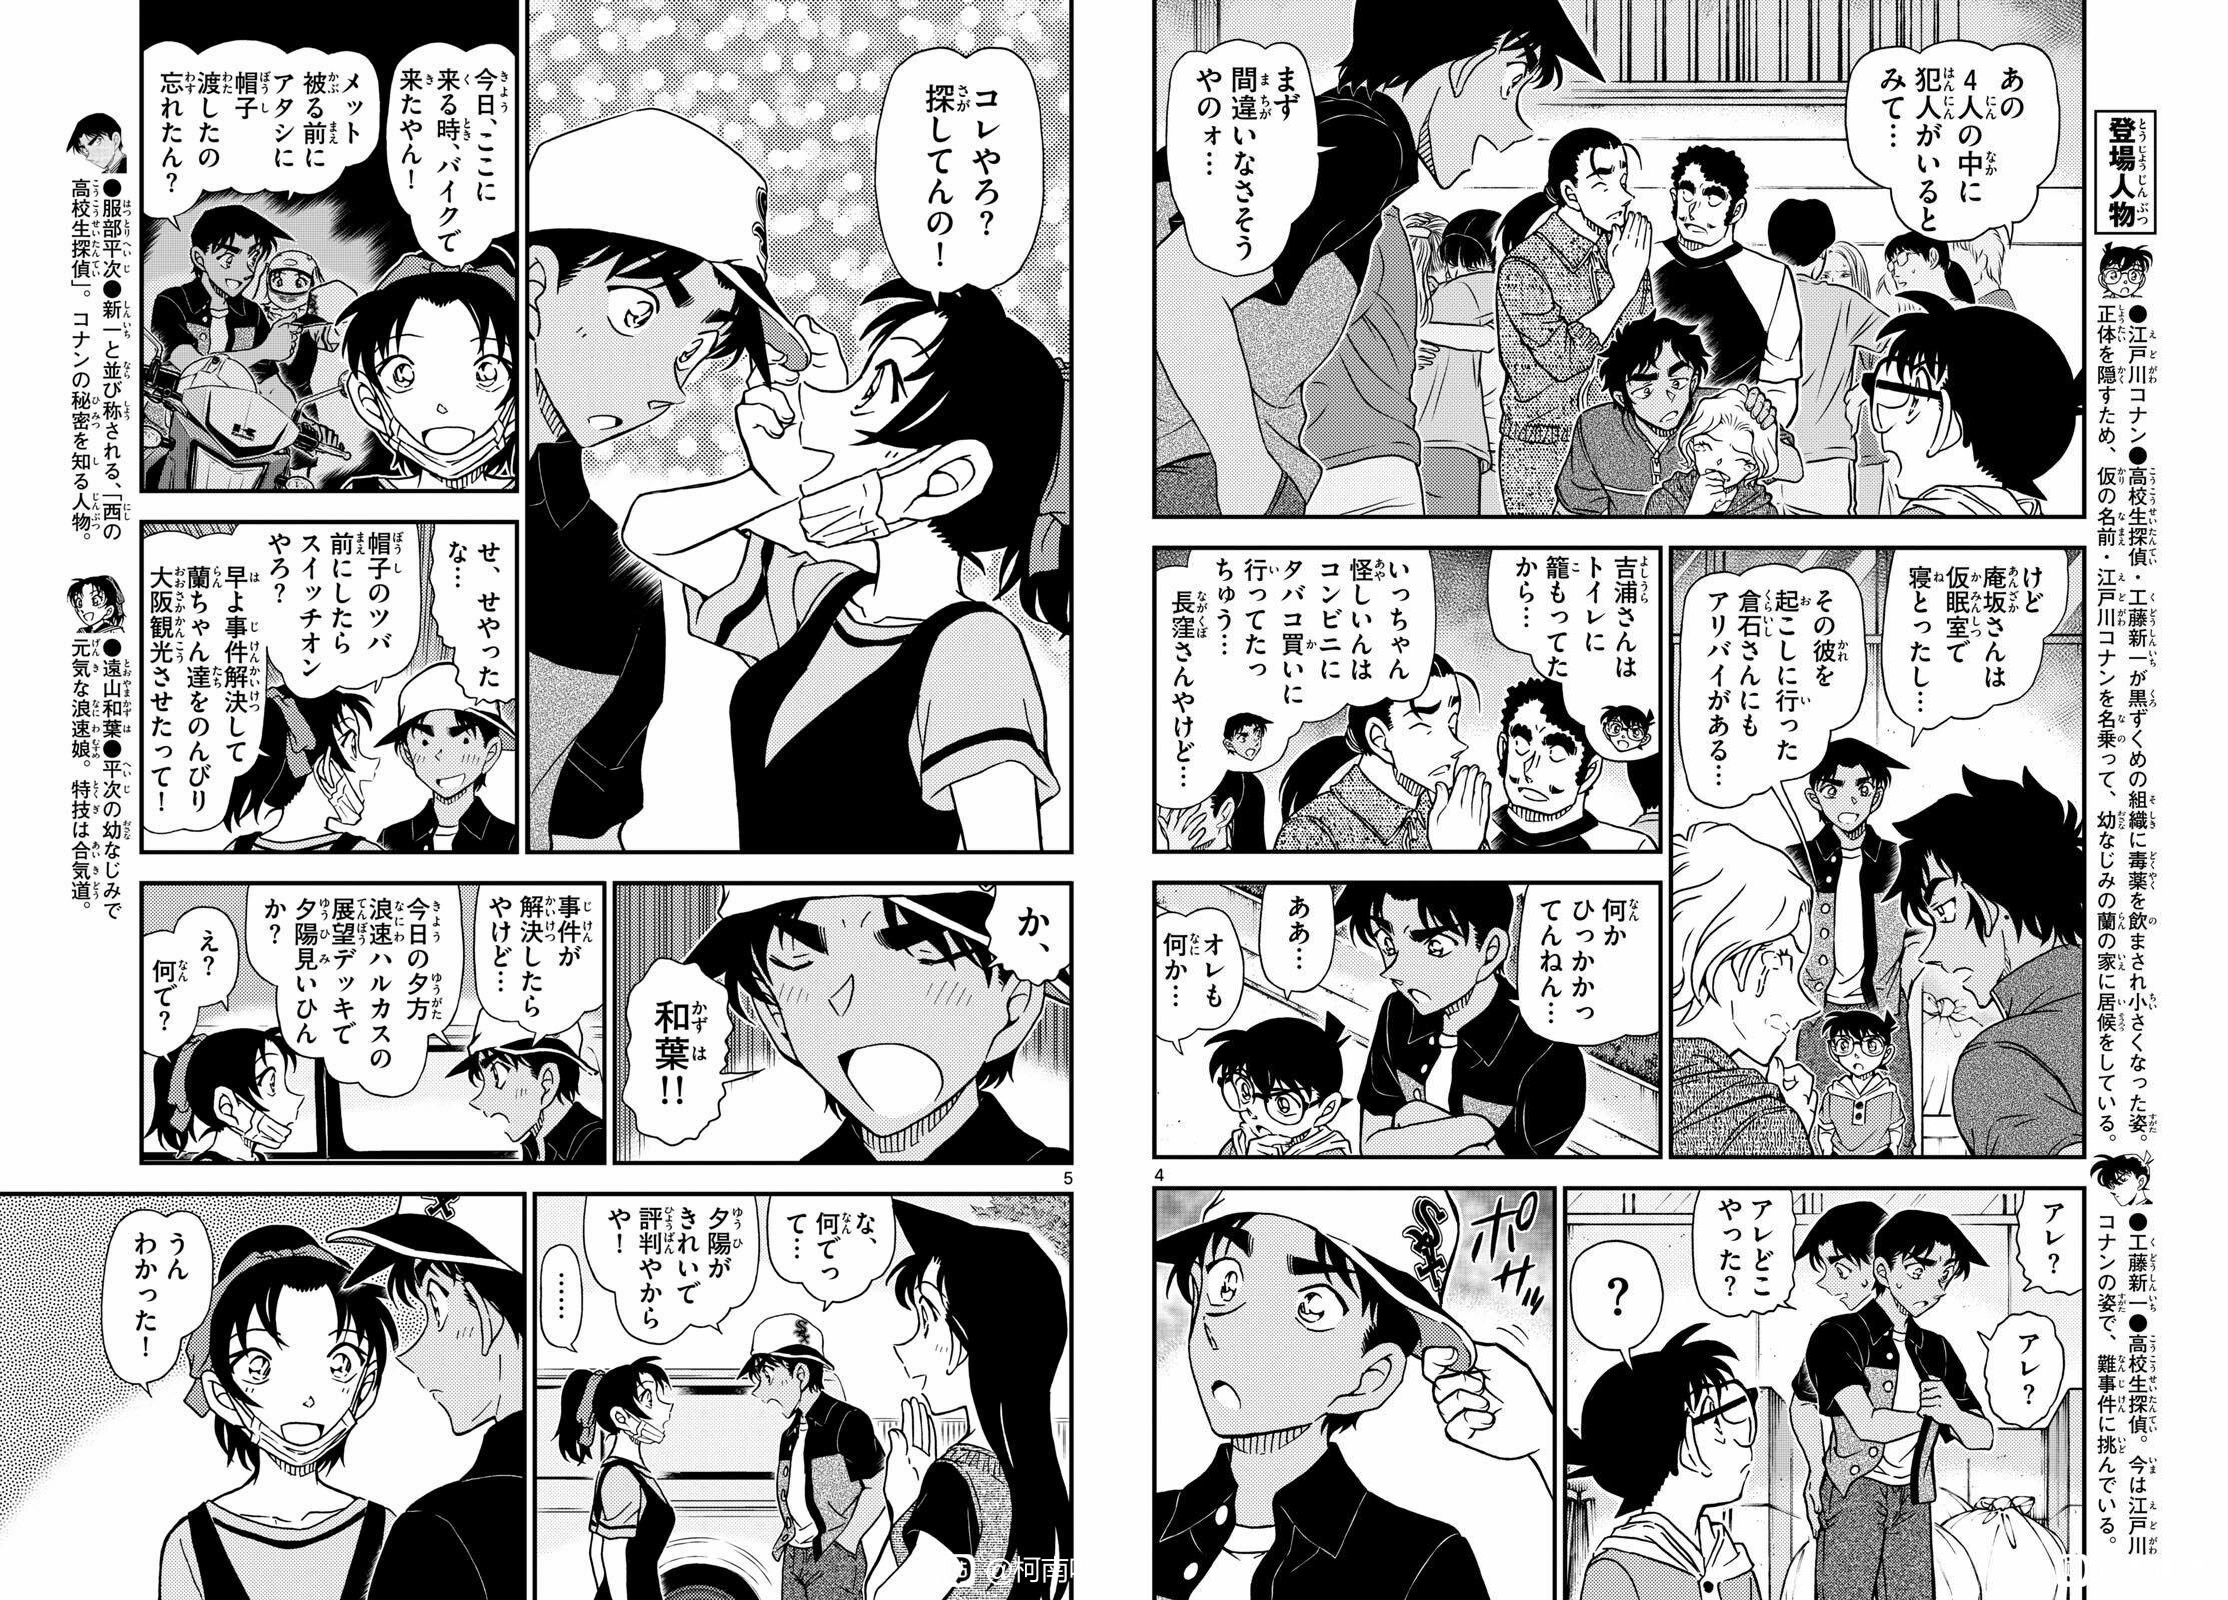 登場人物
●江戸川コナン●高校生探偵・工藤新一が黒ずくめの組織に毒薬を飲まされ小さくなった姿。
正体を隠すため、仮の名前・江戸川コナンを名乗って、幼なじみの蘭の家に居候をしている。
●工藤新一●高校生探偵。今は江戸川
コナンの姿で、難事件に挑んでいる。
あの
4人の中に
犯人がいると
みて…
まず
間違いなさそう
やのォ…
けど
庵坂さんは
仮眠室で
寝とったし…
その彼を
起こしに行った
倉石さんにも
アリバイがある…
吉浦さんは
トイレに
籠もってた
から…
いっちゃん
怪しいんは
コンビニに
タバコ買いに
行ってたっ
ちゅう…
長窪さんやけど…
何か
ひっかかっ
てんねん…
ああ…
オレも
何か…
アレ?
アレ?
アレどこ
やった?
?
ポッ
Sox
4
コレやろ?
探してんの!
今日、ここに
来る時、バイクで
来たやん!
メット
被る前に
アタシに
帽子
渡したの
忘れたん?
せ、せやった
な…
帽子のツバ
前にしたら
スイッチオン
やろ?
早よ事件解決して
蘭ちゃん達をのんびり
大阪観光させたって!
か、
和葉!!
事件が
解決したら
やけど…
今日の夕方
浪速ハルカスの
展望デッキで
夕陽見いひん
か?
え?
何で?
な、
何でっ
て…
夕陽が
きれいで
評判やから
や!
……
うん
わかった!
5
●服部平次●新一と並び称される、「西の
高校生探偵」。コナンの秘密を知る人物。
●遠山和葉●平次の幼なじみで
元気な浪速娘。特技は合気道。
@柯南